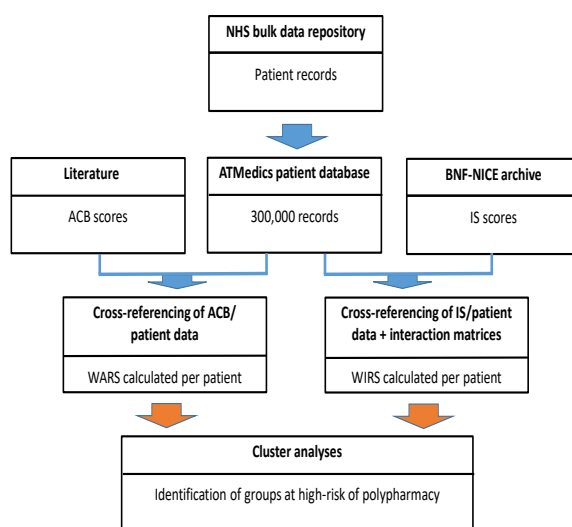 NHS bulk data repository
Patient records
Literature
ACB scores
ATMedics patient database
300,000 records
BNF-NICE archive
IS scores
Cross-referencing of ACB/
patient data
WARS calculated per patient
Cross-referencing of IS/patient
data + interaction matrices
WIRS calculated per patient
Cluster analyses
Identification of groups at high-risk of polypharmacy